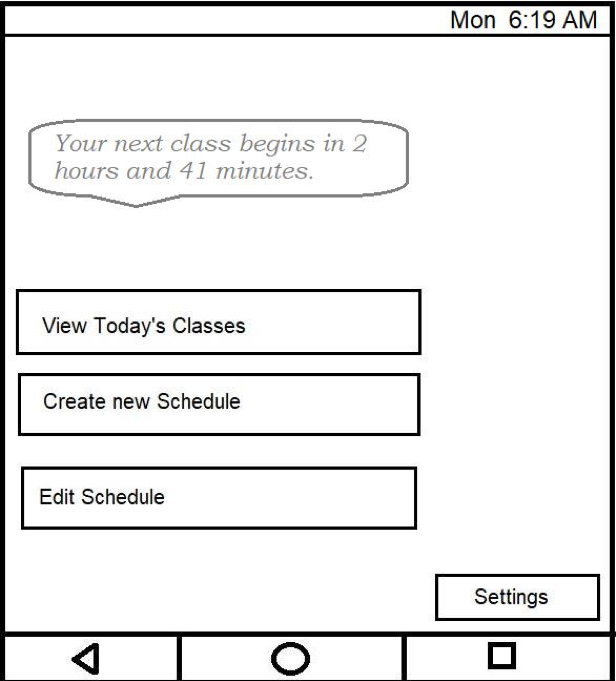 Mon 6:19 AM
Your next class begins in 2
hours and 41 minutes.
View Today's Classes
Create new Schedule
Edit Schedule
Settings